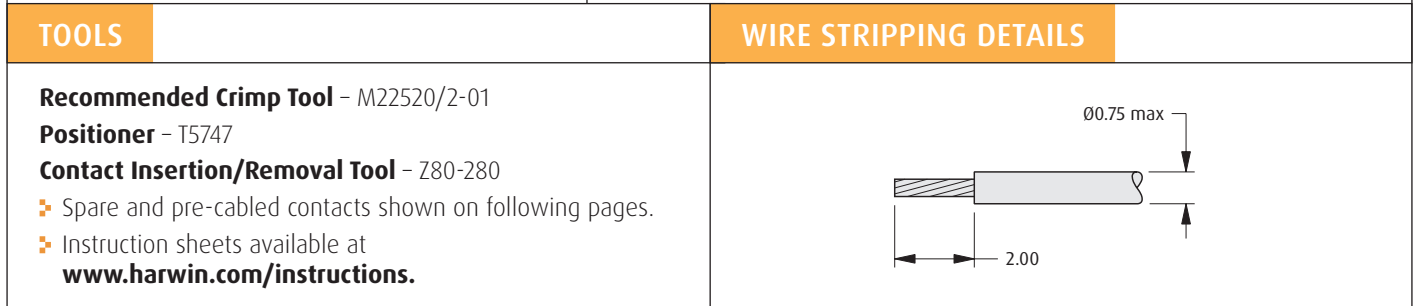 TOOLS
Recommended Crimp Tool – M22520/2-01
Positioner – T5747
Contact Insertion/Removal Tool – Z80-280
Spare and pre-cabled contacts shown on following pages.
Instruction sheets available at
www.harwin.com/instructions.
WIRE STRIPPING DETAILS
Ø0.75 max
2.00